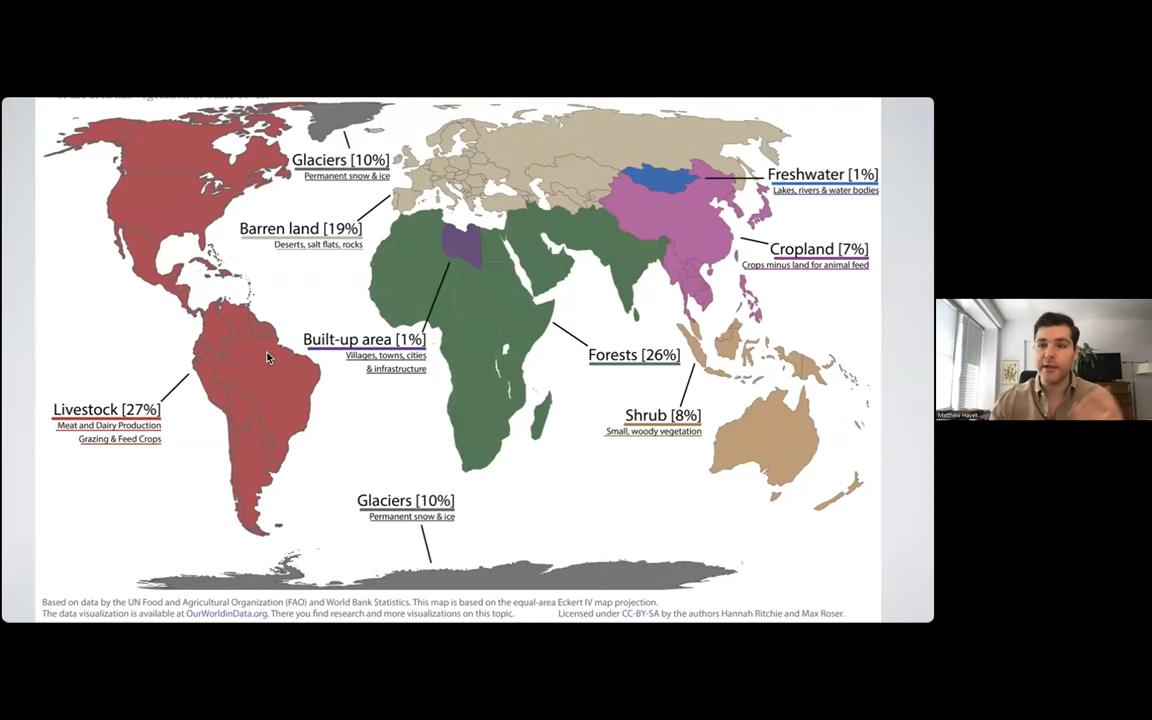 Glaciers [10%]
Permanent snow & ice
Freshwater [1%]
Lakes, rivers & water bodies
Barren land [19%]
Deserts, salt flats, rocks
Cropland [7%]
Crops minus land for animal feed
Built-up area [1%]
Villages, towns, cities
& infrastructure
Forests [26%]
Livestock [27%]
Meat and Dairy Production
Grazing & Feed Crops
Shrub [8%]
Small, woody vegetation
Glaciers [10%]
Permanent snow & ice
Based on data by the UN Food and Agricultural Organization (FAO) and World Bank Statistics. This map is based on the equal-area Eckert IV map projection.
The data visualization is available at OurWorldinData.org. There you find research and more visualizations on this topic.
Licensed under CC-BY-SA by the authors Hannah Ritchie and Max Roser.
Matthew Hayek